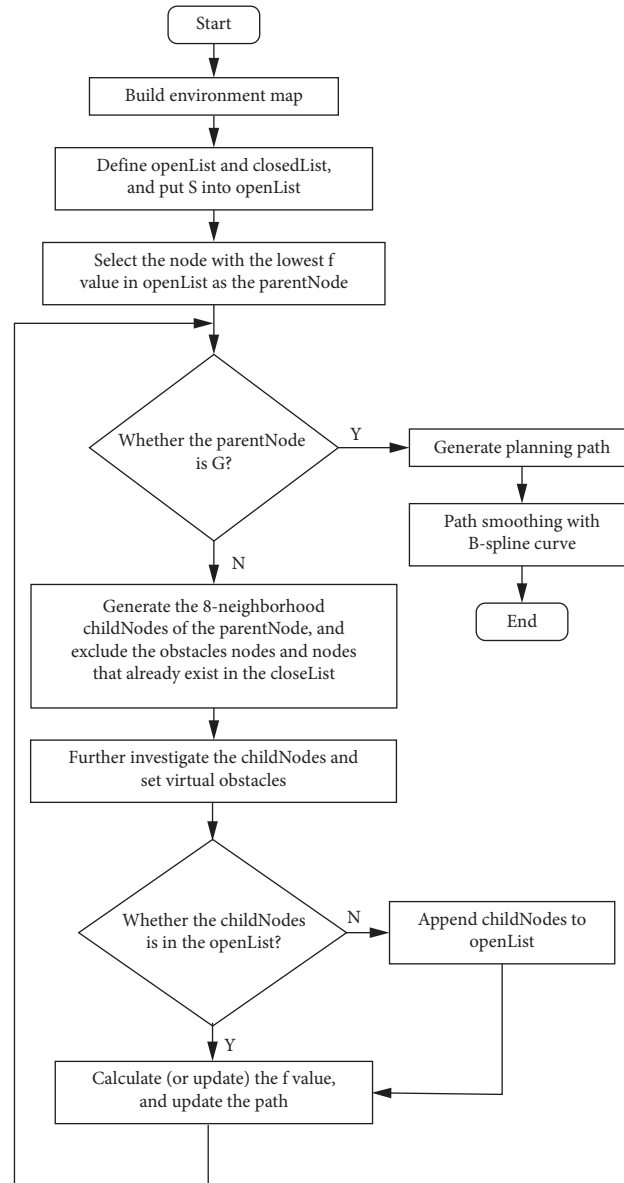 Start
Build environment map
Define openList and closedList,
and put S into openList
Select the node with the lowest f
value in openList as the parentNode
Whether the parentNode
is G?
Y
Generate planning path
Path smoothing with
B-spline curve
End
N
Generate the 8-neighborhood
childNodes of the parentNode, and
exclude the obstacles nodes and nodes
that already exist in the closeList
Further investigate the childNodes and
set virtual obstacles
Whether the childNodes
is in the openList?
N
Append childNodes to
openList
Y
Calculate (or update) the f value,
and update the path